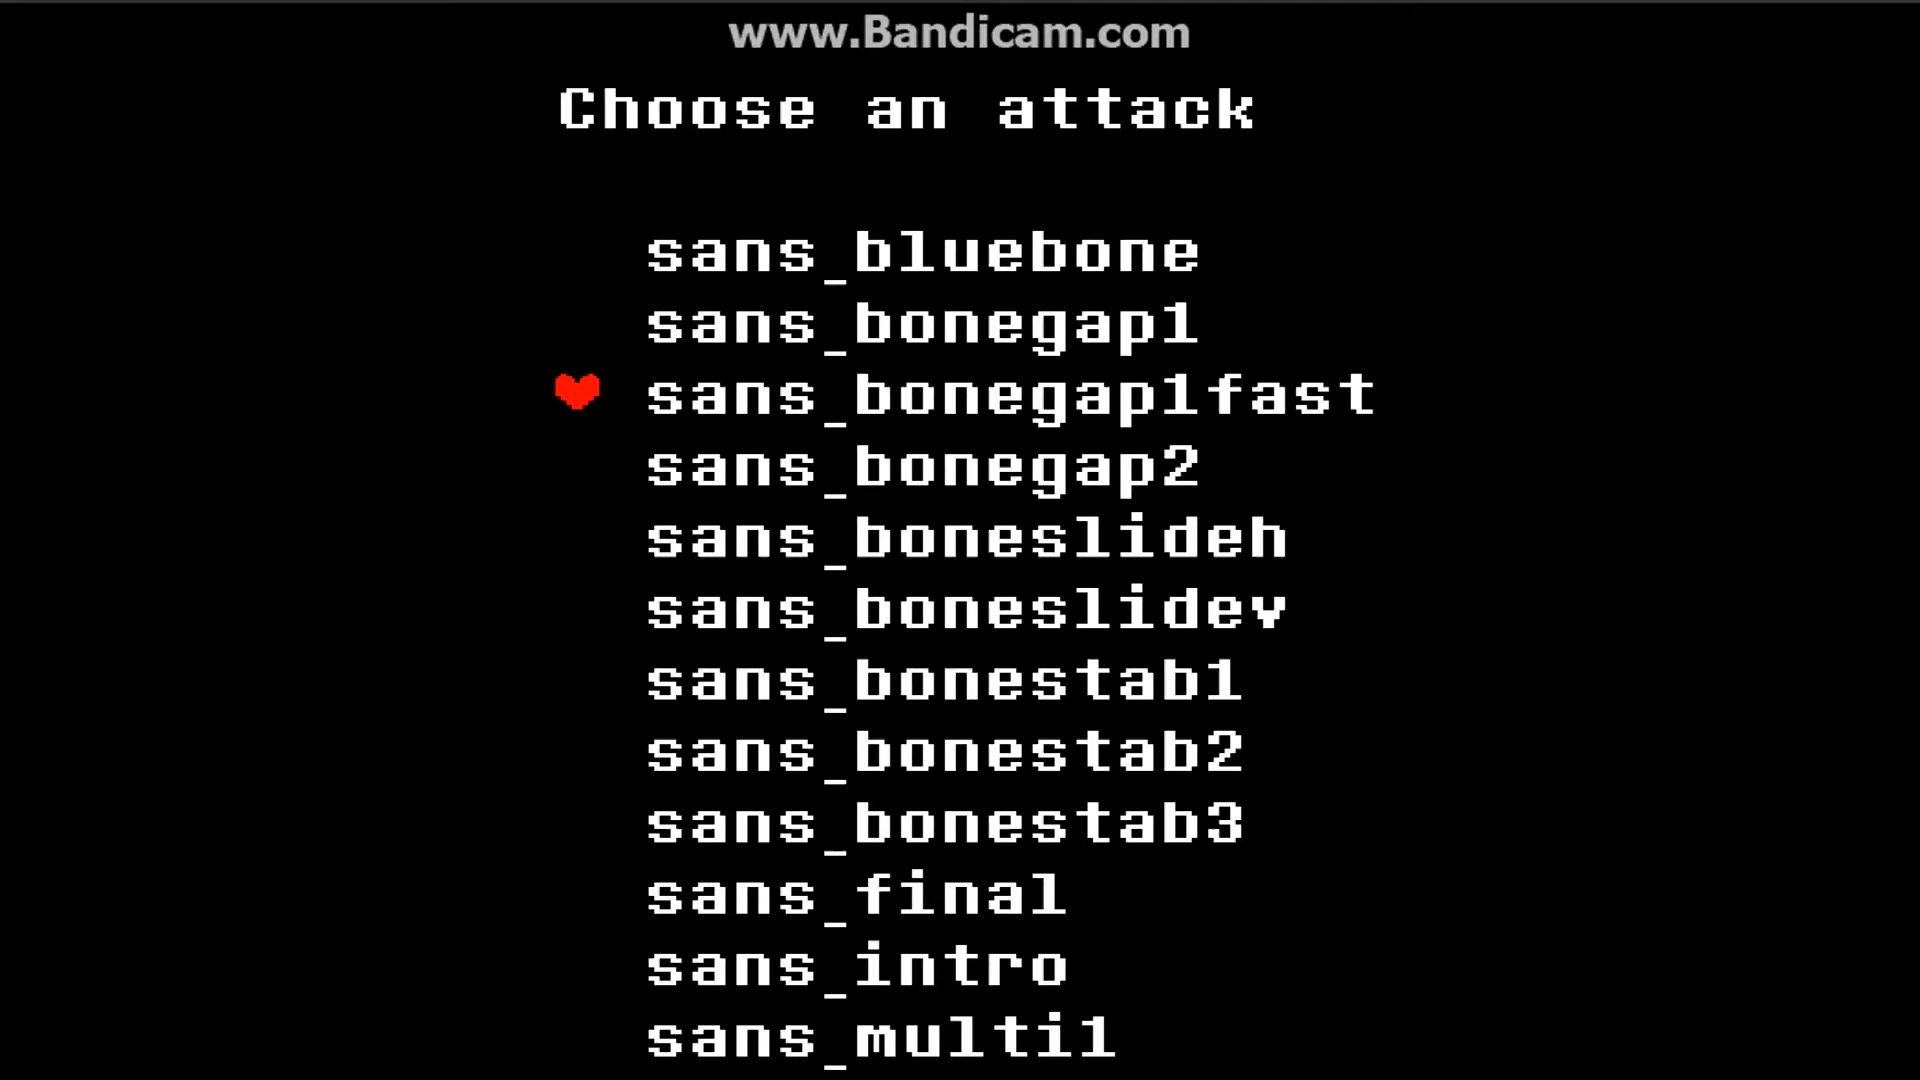 www.Bandicam.com
Choose an attack
sans_bluebone
sans_bonegap1
sans_bonegap1fast
sans_bonegap2
sans_boneslideh
sans_boneslidev
sans_bonestab1
sans_bonestab2
sans_bonestab3
sans_final
sans_intro
sans_multi1